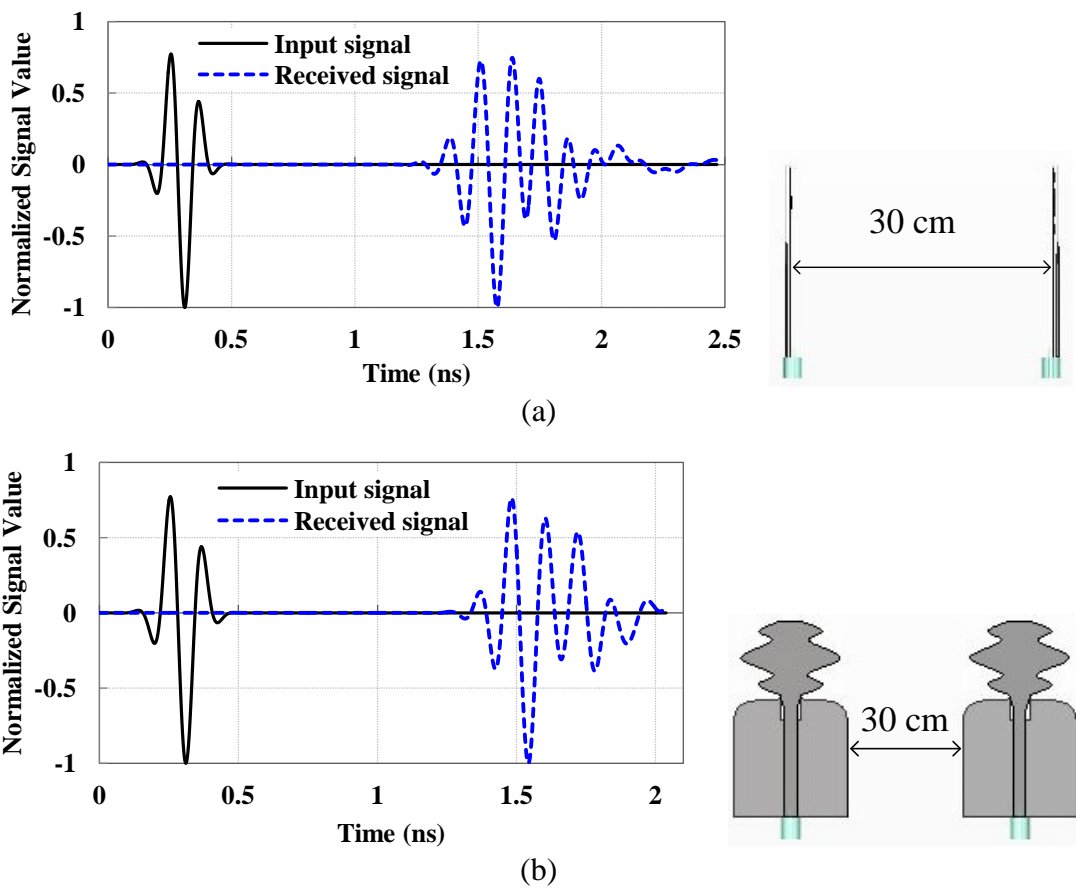 1
0.5
0
-0.5
-1
Normalized Signal Value
Input signal
Received signal
0 0.5 1 1.5 2 2.5
Time (ns)
30 cm
(a)
1
0.5
0
-0.5
-1
Normalized Signal Value
Input signal
Received signal
0 0.5 1 1.5 2
Time (ns)
30 cm
(b)